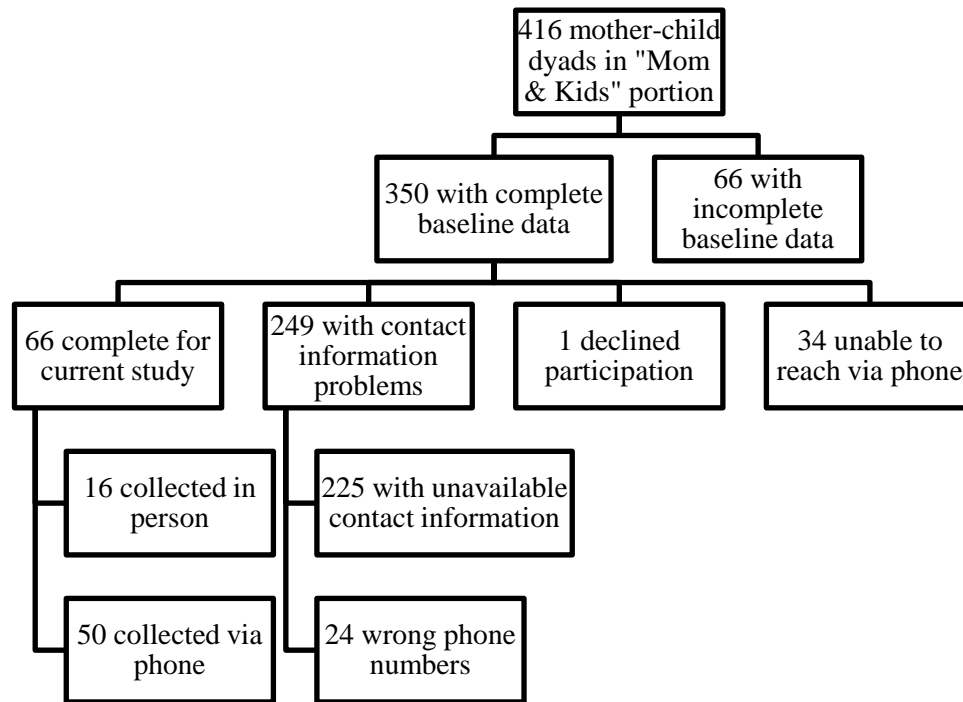 416 mother-child
dyads in "Mom
& Kids" portion
350 with complete
baseline data
66 with
incomplete
baseline data
66 complete for
current study
249 with contact
information
problems
1 declined
participation
34 unable to
reach via phone
16 collected in
person
225 with unavailable
contact information
50 collected via
phone
24 wrong phone
numbers